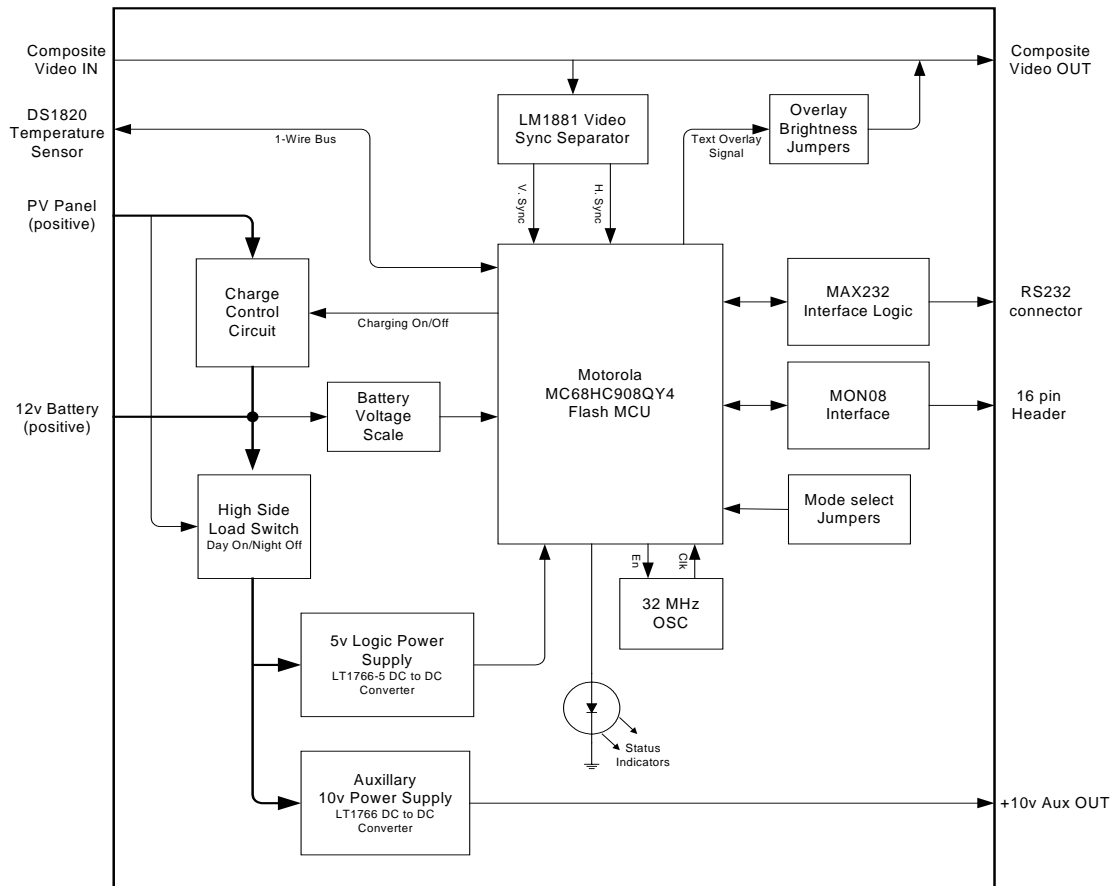 Composite
Video IN
Composite
Video OUT
DS1820
Temperature
Sensor
1-Wire Bus
LM1881 Video
Sync Separator
Text Overlay
Signal
Overlay
Brightness
Jumpers
V. Sync
H. Sync
PV Panel
(positive)
Charge
Control
Circuit
Charging On/Off
MAX232
Interface Logic
RS232
connector
Motorola
MC68HC908QY4
Flash MCU
12v Battery
(positive)
Battery
Voltage
Scale
MON08
Interface
16 pin
Header
High Side
Load Switch
Day On/Night Off
Mode select
Jumpers
En
Clk
32 MHz
OSC
5v Logic Power
Supply
LT1766-5 DC to DC
Converter
Status
Indicators
Auxillary
10v Power Supply
LT1766 DC to DC
Converter
+10v Aux OUT